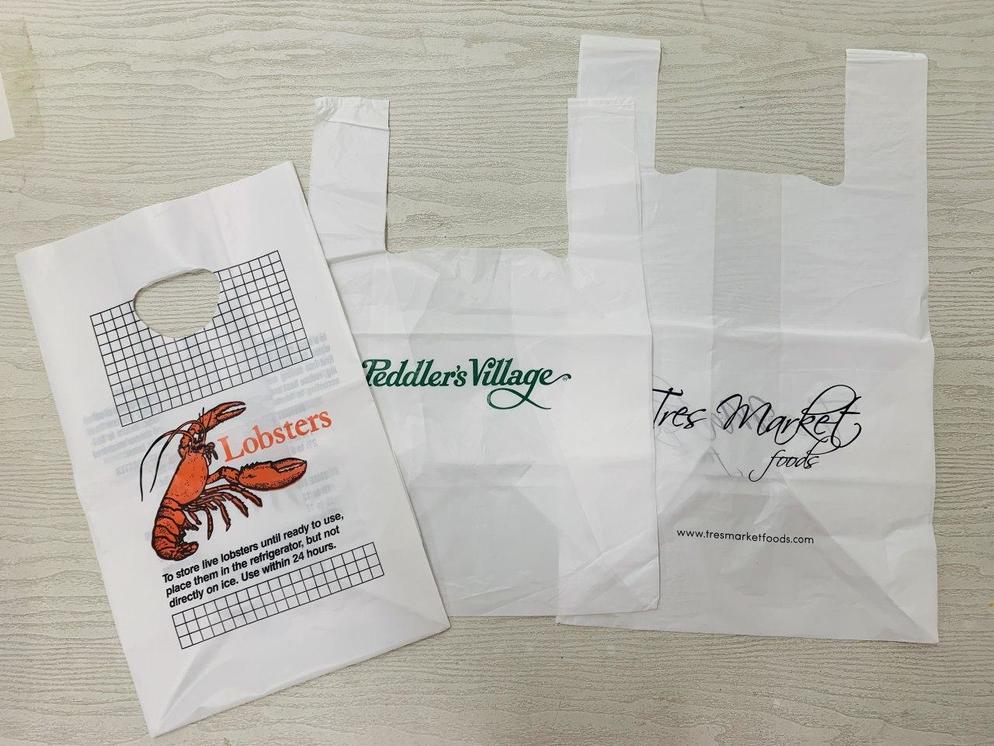 Lobsters
To store live lobsters until ready to use,
place them in the refrigerator, but not
directly on ice. Use within 24 hours.
Peddler's Village
Tres Market
foods
www.tresmarketfoods.com